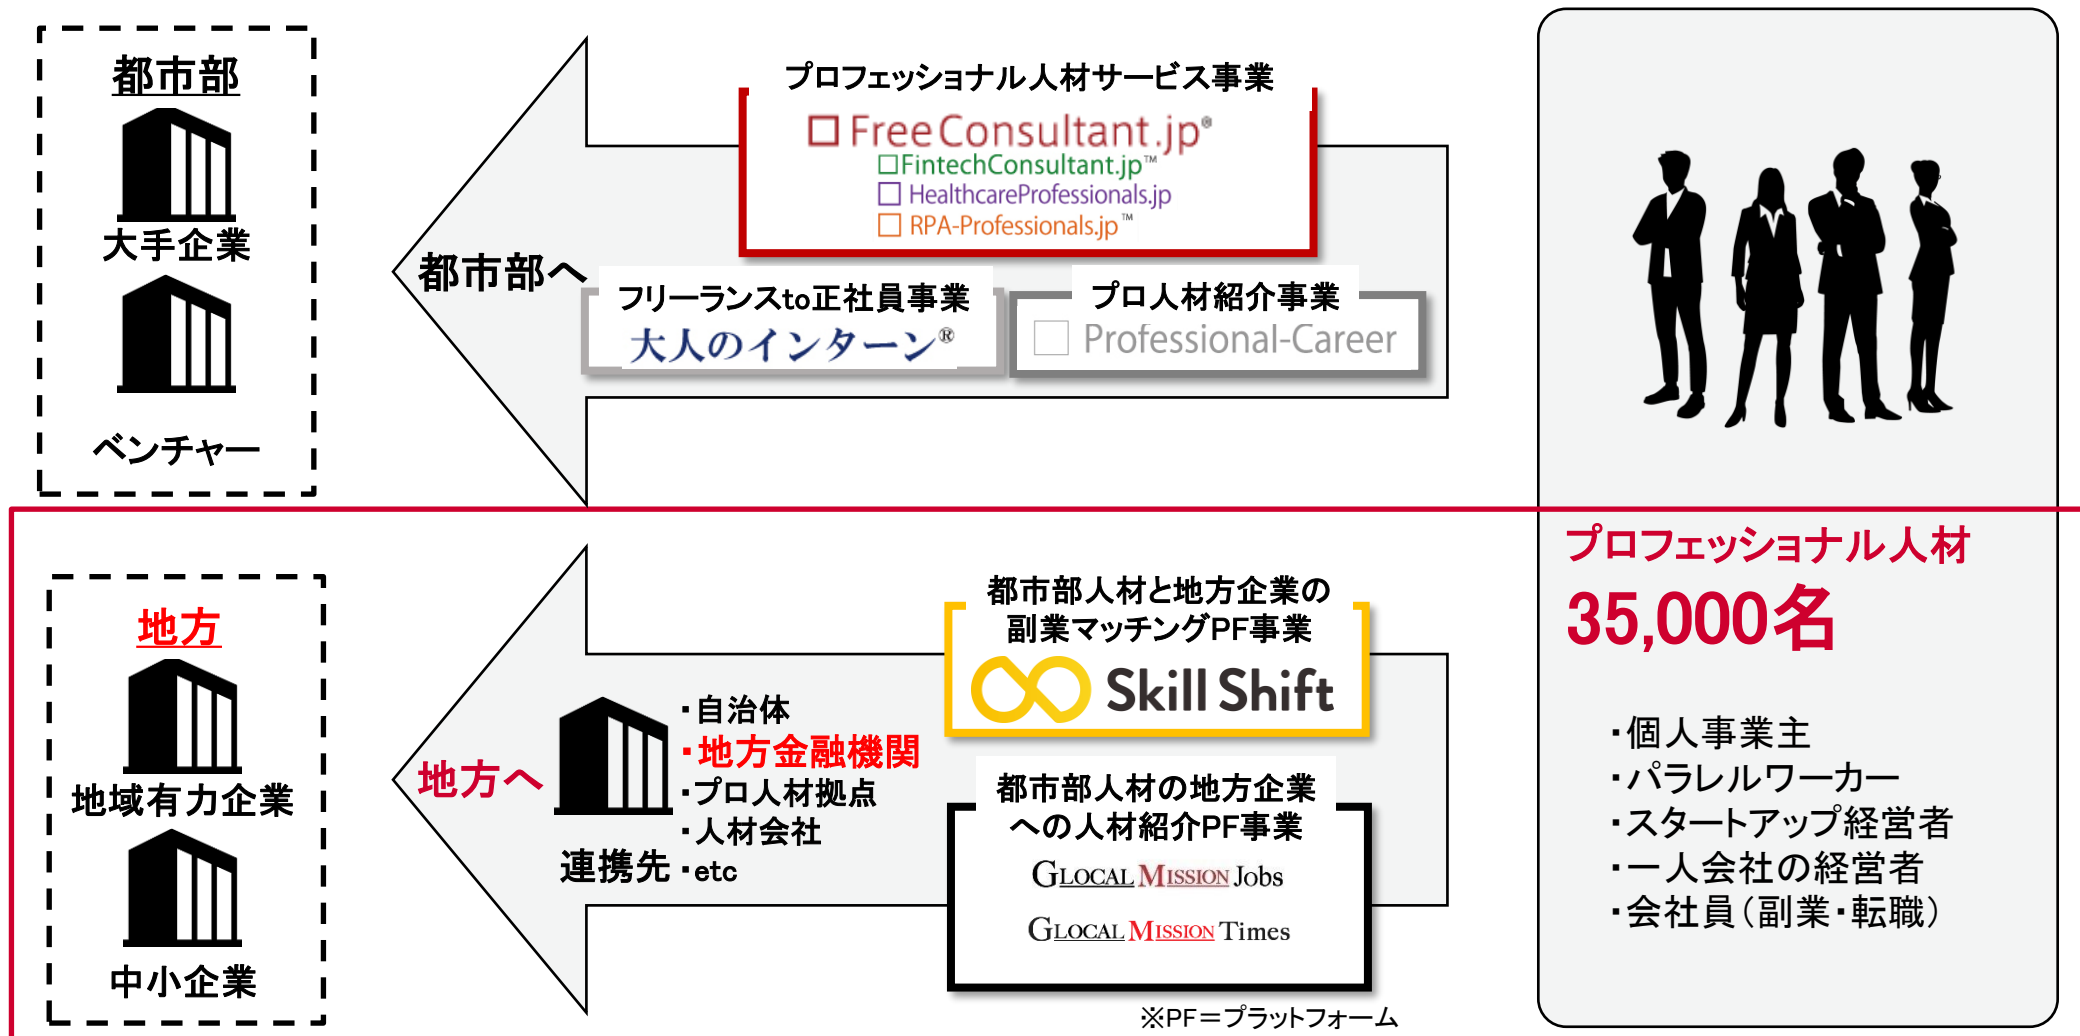 都市部
大手企業
ベンチャー
都市部へ
プロフェッショナル人材サービス事業
FreeConsultant.jp®
FintechConsultant.jp™
HealthcareProfessionals.jp
RPA-Professionals.jp™
フリーランスto正社員事業
大人のインターン®
プロ人材紹介事業
Professional-Career
地方
地域有力企業
中小企業
地方へ
連携先
・自治体
・地方金融機関
・プロ人材拠点
・人材会社
・etc
都市部人材と地方企業の
副業マッチングPF事業
Skill Shift
都市部人材の地方企業
への人材紹介PF事業
GLOCAL MISSION Jobs
GLOCAL MISSION Times
※PF＝プラットフォーム
プロフェッショナル人材
35,000名
・個人事業主
・パラレルワーカー
・スタートアップ経営者
・一人会社の経営者
・会社員（副業・転職）